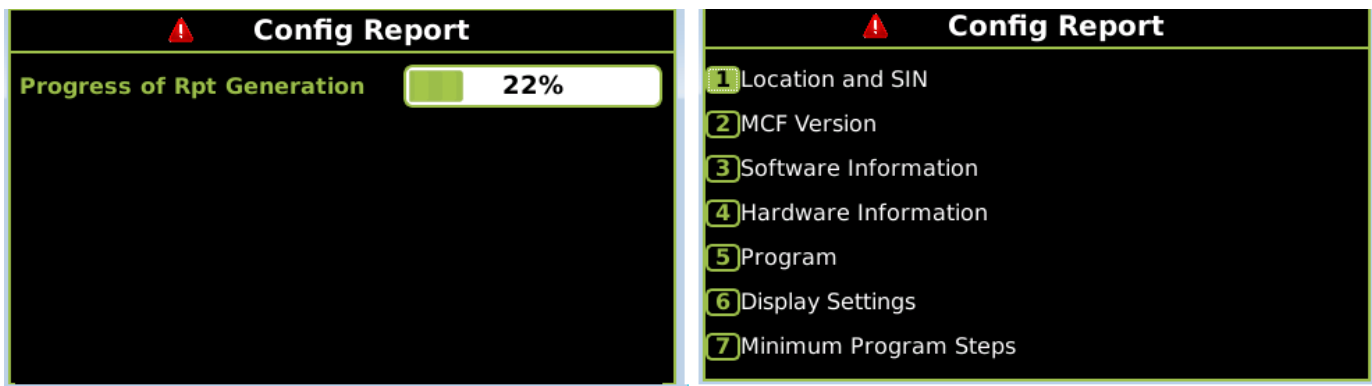 Config Report
Progress of Rpt Generation 22%
Config Report
1 Location and SIN
2 MCF Version
3 Software Information
4 Hardware Information
5 Program
6 Display Settings
7 Minimum Program Steps